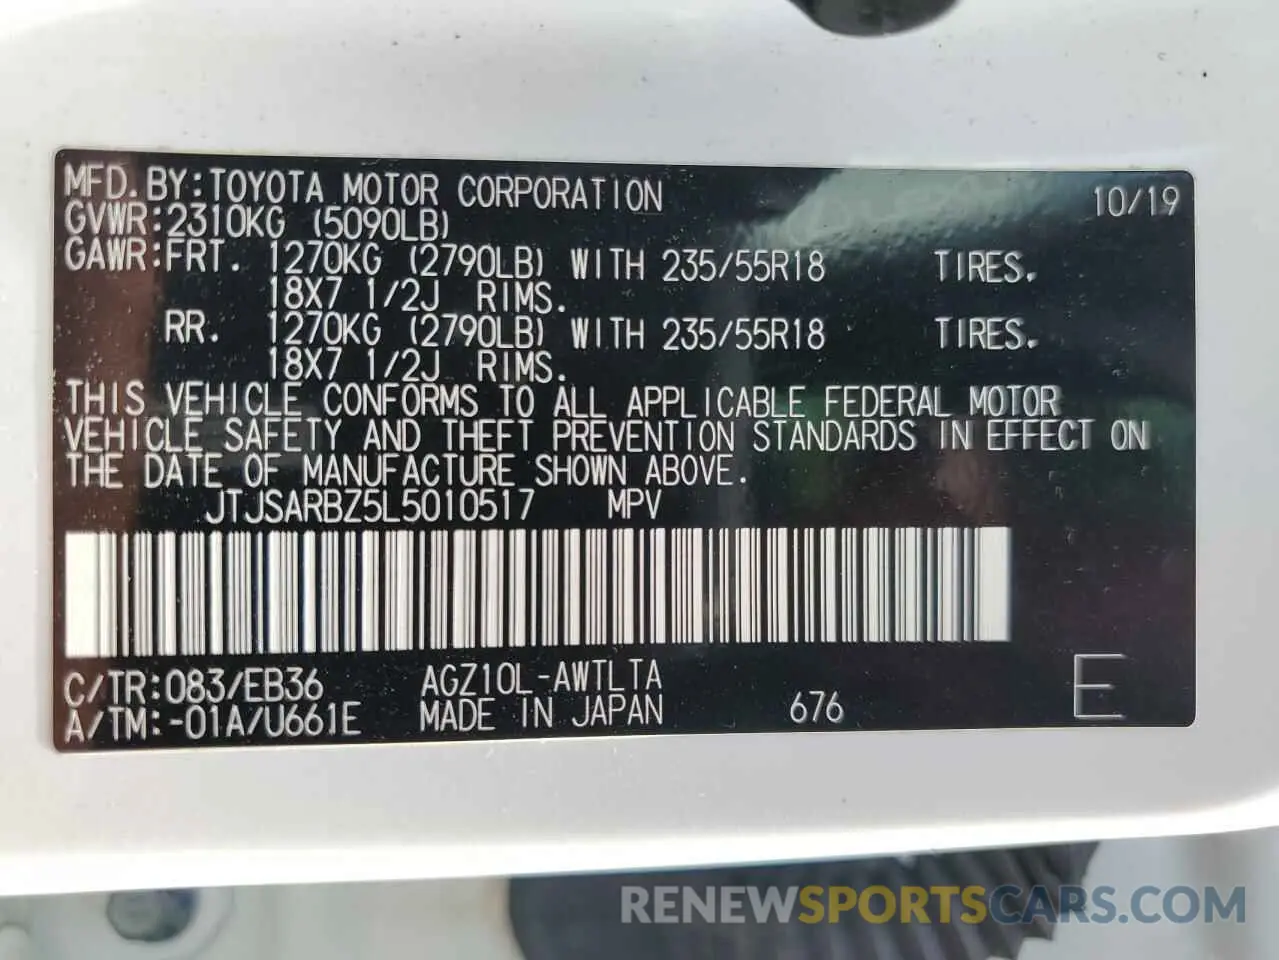 MFD. BY: TOYOTA MOTOR CORPORATION 10/19
GVWR: 2310KG (5090LB)
GAWR: FRT. 1270KG (2790LB) WITH 235/55R18 TIRES.
18X7 1/2J RIMS.
RR. 1270KG (2790LB) WITH 235/55R18 TIRES.
18X7 1/2J RIMS.
THIS VEHICLE CONFORMS TO ALL APPLICABLE FEDERAL MOTOR
VEHICLE SAFETY AND THEFT PREVENTION STANDARDS IN EFFECT ON
THE DATE OF MANUFACTURE SHOWN ABOVE.
JTJSARBZ5L5010517 MPV
C/TR: 083/EB36 AGZ10L-AWTLTA
A/TM: -01A/U661E MADE IN JAPAN 676 E
RENEWSPORTSCARS.COM